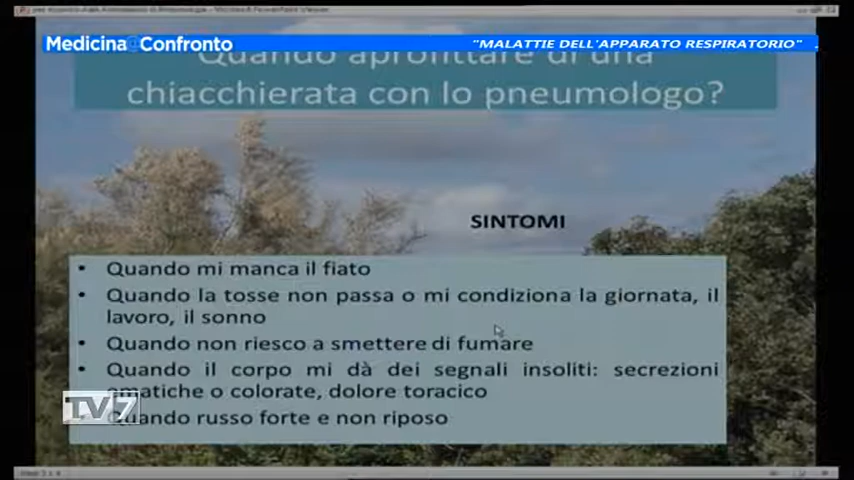 Medicina@Confronto
"MALATTIE DELL'APPARATO RESPIRATORIO"
Quando aprofittare di una
chiacchierata con lo pneumologo?
SINTOMI
• Quando mi manca il fiato
• Quando la tosse non passa o mi condiziona la giornata, il
lavoro, il sonno
• Quando non riesco a smettere di fumare
• Quando il corpo mi dà dei segnali insoliti: secrezioni
ematiche o colorate, dolore toracico
• Quando russo forte e non riposo
TV7